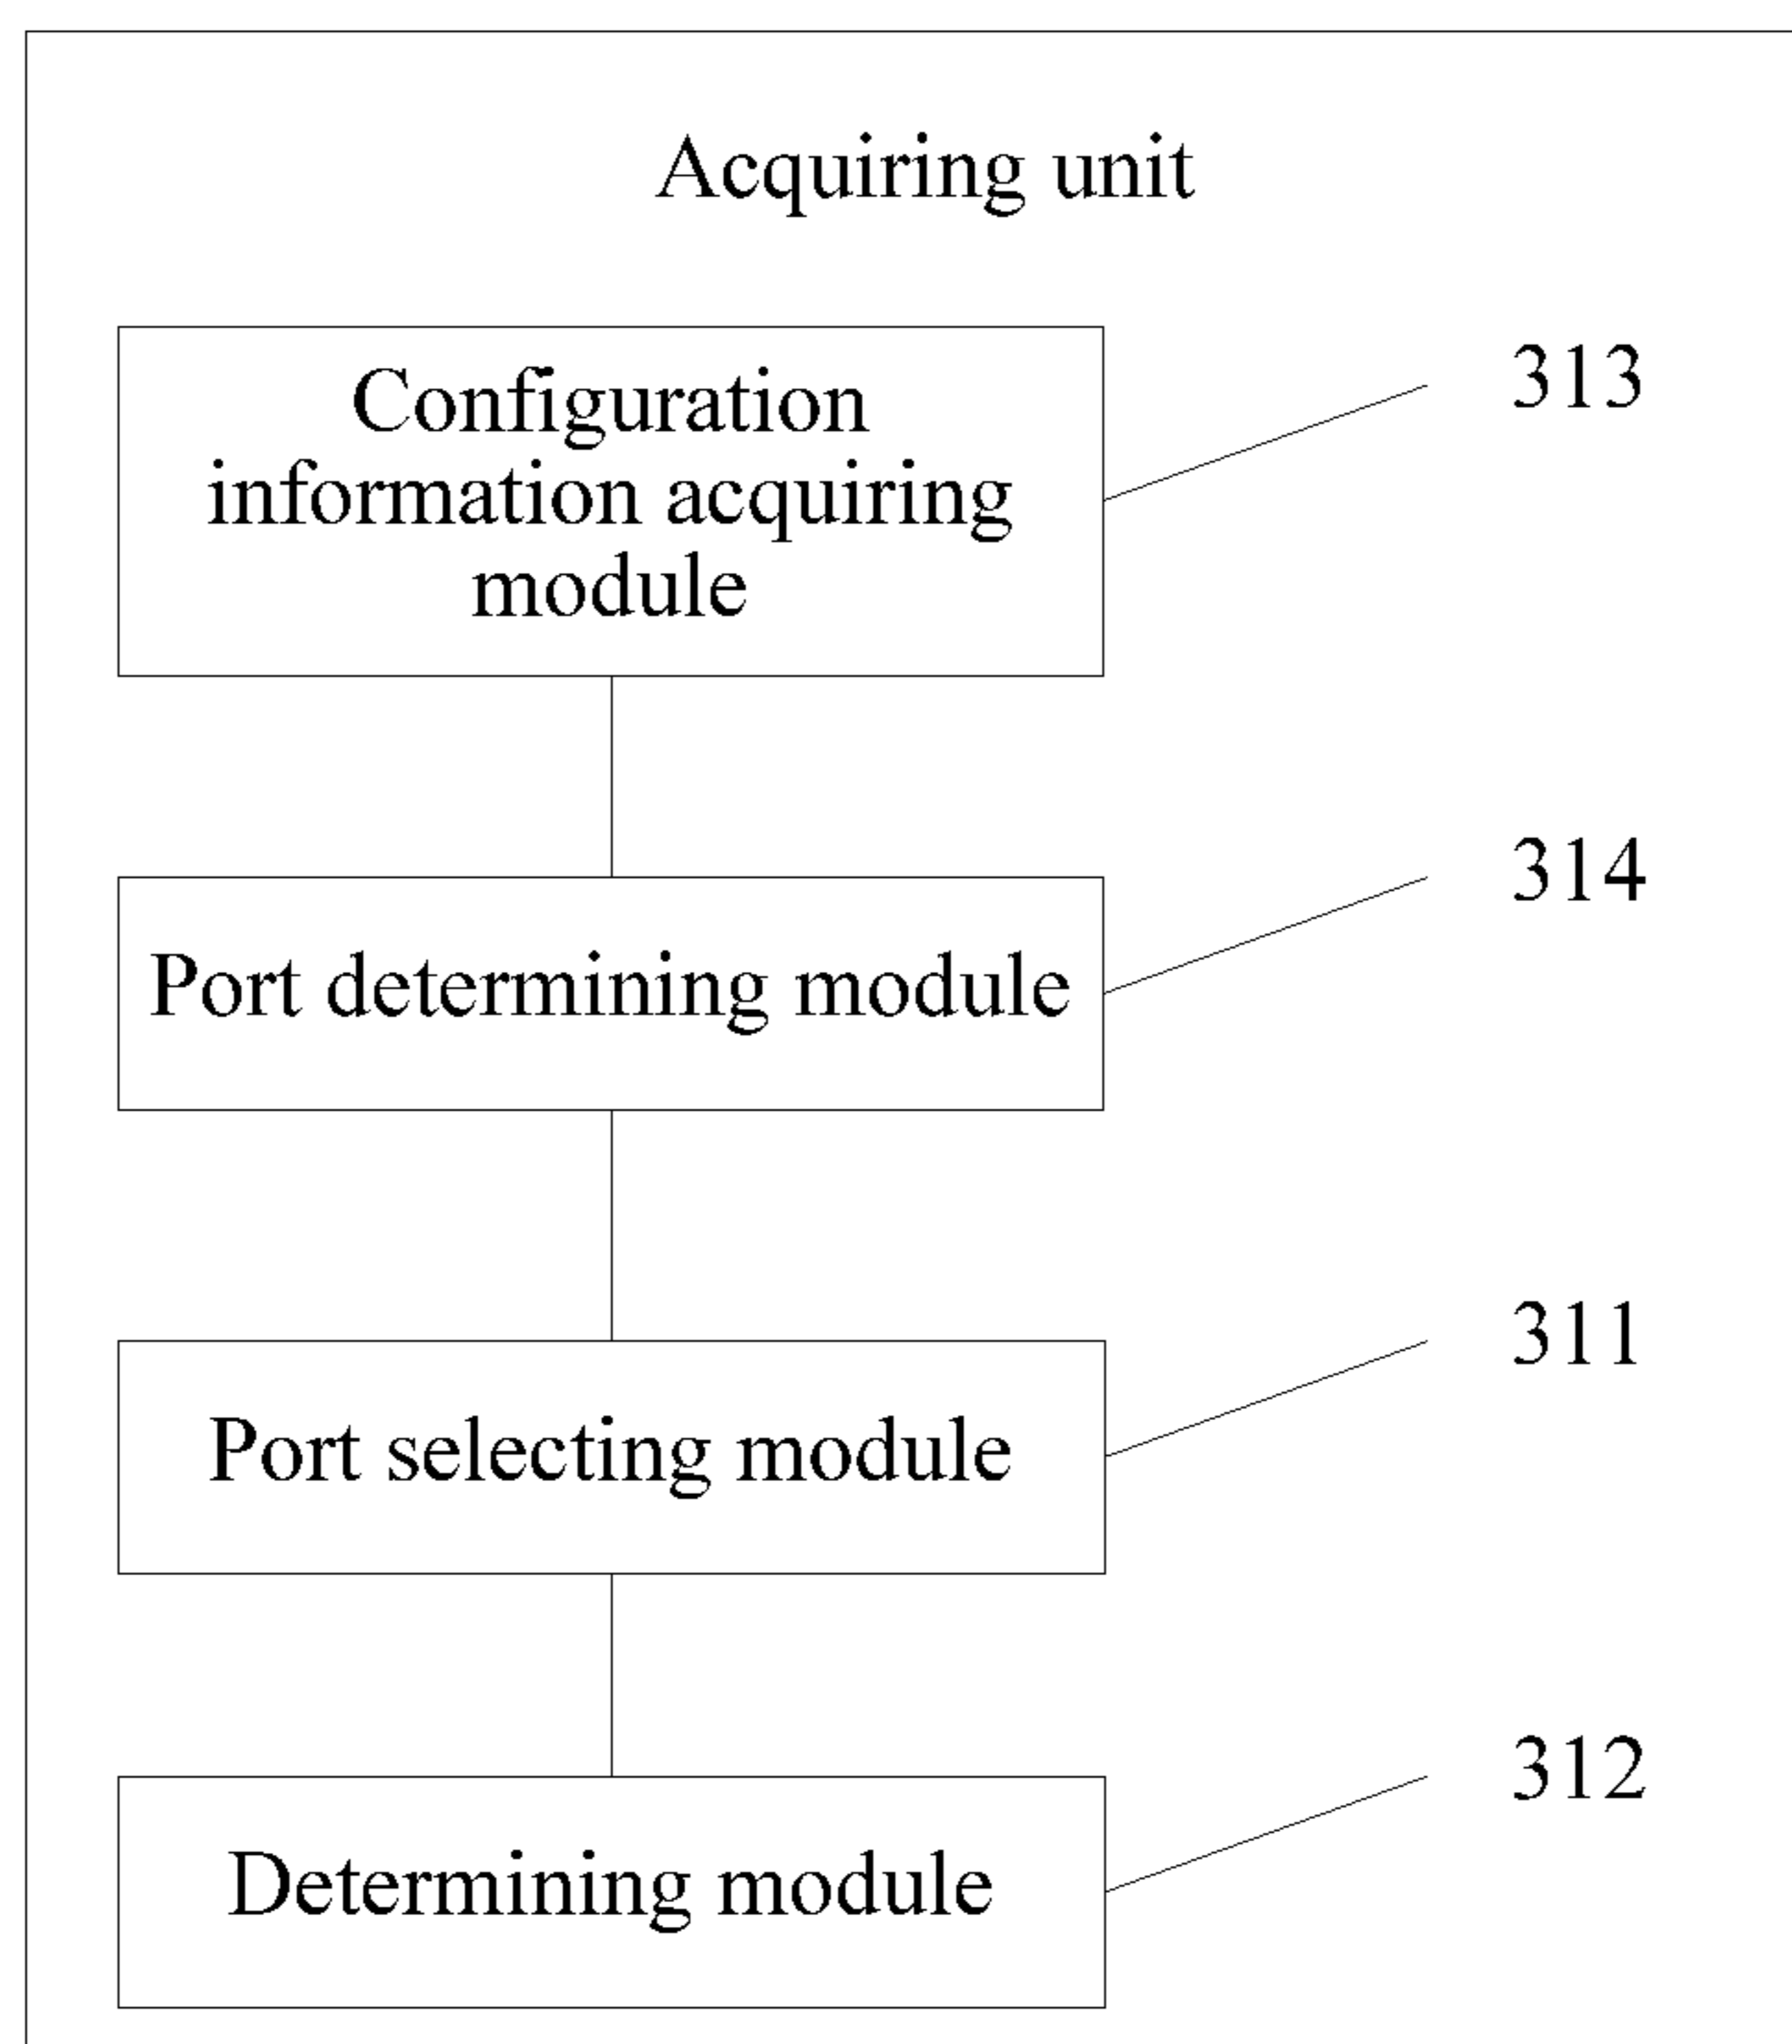 Acquiring unit
Configuration
information acquiring
module
313
Port determining module
314
Port selecting module
311
Determining module
312